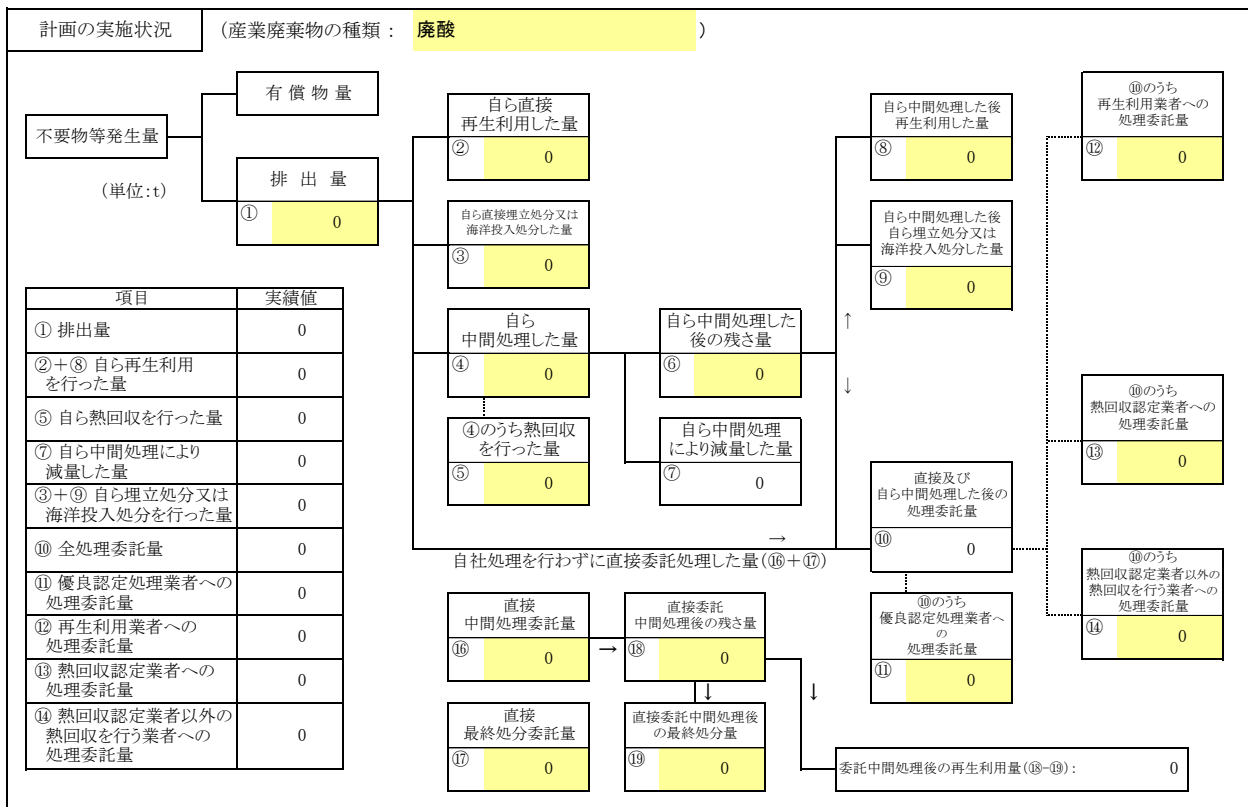 計画の実施状況
(産業廃棄物の種類： 廃酸 )
不要物等発生量
(単位:t)
有償物量
排出量
① 0
自ら直接
再生利用した量
② 0
自ら直接埋立処分又は
海洋投入処分した量
③ 0
自ら
中間処理した量
④ 0
④のうち熱回収
を行った量
⑤ 0
自ら中間処理した
後の残さ量
⑥ 0
自ら中間処理
により減量した量
⑦ 0
自ら中間処理した後
再生利用した量
⑧ 0
自ら中間処理した後
自ら埋立処分又は
海洋投入処分した量
⑨ 0
↑
↓
直接及び
自ら中間処理した後の
処理委託量
⑩ 0
⑩のうち
再生利用業者への
処理委託量
⑫ 0
⑩のうち
熱回収認定業者への
処理委託量
⑬ 0
⑩のうち
熱回収認定業者以外の
熱回収を行う業者への
処理委託量
⑭ 0
→
自社処理を行わずに直接委託処理した量(⑯＋⑰)
直接
中間処理委託量
⑯ 0
→
直接委託
中間処理後の残さ量
⑱ 0
↓
↓
⑩のうち
優良認定処理業者へ
の
処理委託量
⑪ 0
直接
最終処分委託量
⑰ 0
直接委託中間処理後
の最終処分量
⑲ 0
委託中間処理後の再生利用量(⑱-⑲)： 0
項目 実績値
① 排出量 0
②＋⑧ 自ら再生利用
を行った量 0
⑤ 自ら熱回収を行った量 0
⑦ 自ら中間処理により
減量した量 0
③＋⑨ 自ら埋立処分又は
海洋投入処分を行った量 0
⑩ 全処理委託量 0
⑪ 優良認定処理業者への
処理委託量 0
⑫ 再生利用業者への
処理委託量 0
⑬ 熱回収認定業者への
処理委託量 0
⑭ 熱回収認定業者以外の
熱回収を行う業者への
処理委託量 0